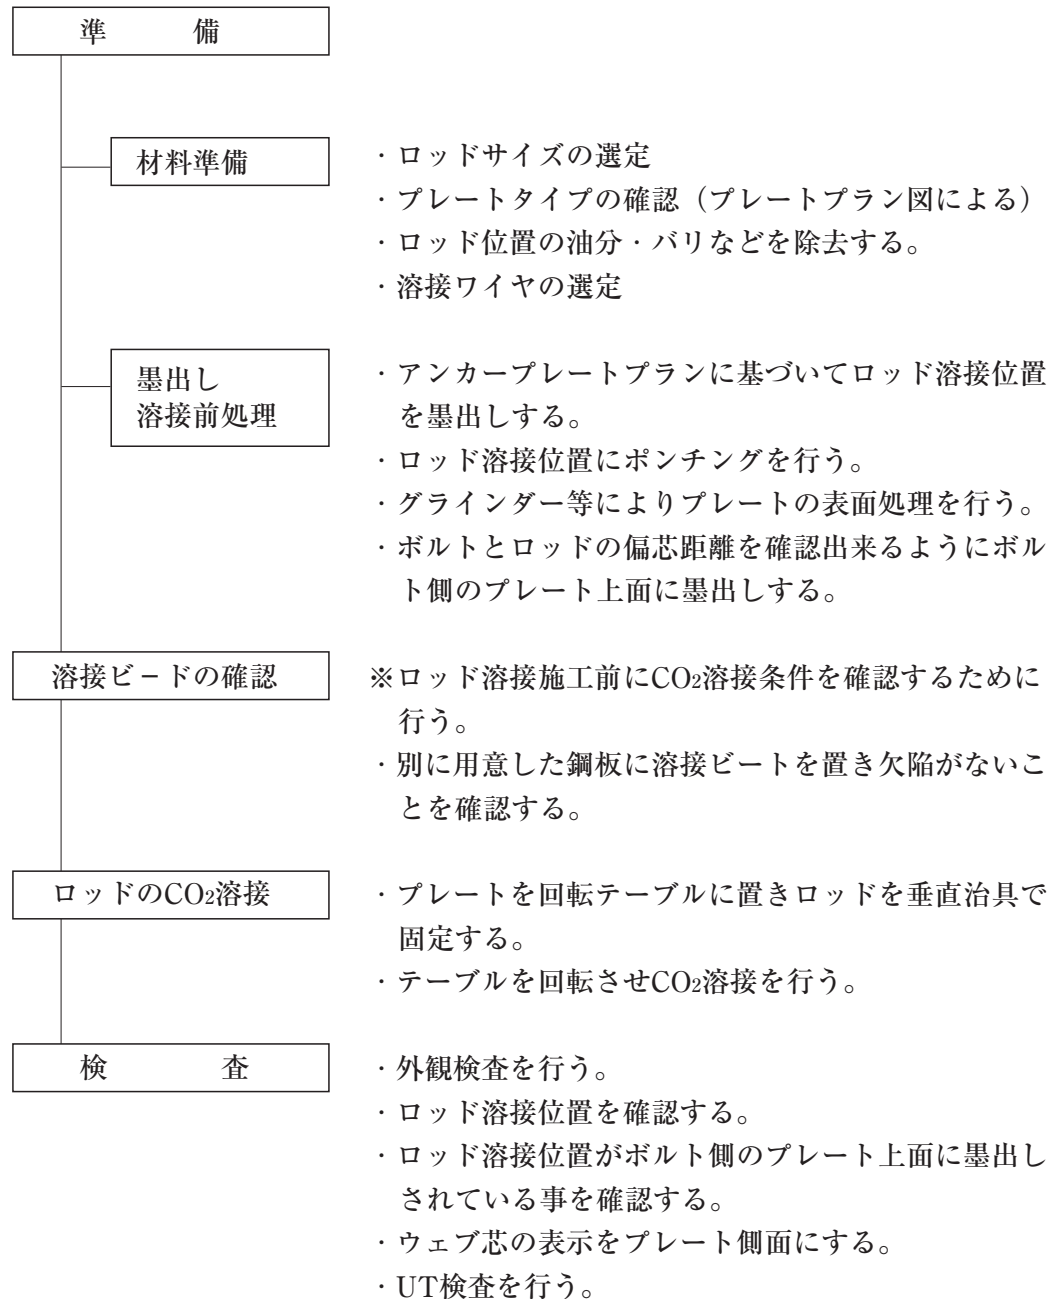 準　　備
材料準備
・ロッドサイズの選定
・プレートタイプの確認（プレートプラン図による）
・ロッド位置の油分・バリなどを除去する。
・溶接ワイヤの選定
墨出し
溶接前処理
・アンカープレートプランに基づいてロッド溶接位置
を墨出しする。
・ロッド溶接位置にポンチングを行う。
・グラインダー等によりプレートの表面処理を行う。
・ボルトとロッドの偏芯距離を確認出来るようにボル
ト側のプレート上面に墨出しする。
溶接ビ－ドの確認
※ロッド溶接施工前にCO₂溶接条件を確認するために
行う。
・別に用意した鋼板に溶接ビートを置き欠陥がないこ
とを確認する。
ロッドのCO₂溶接
・プレートを回転テーブルに置きロッドを垂直治具で
固定する。
・テーブルを回転させCO₂溶接を行う。
検　　査
・外観検査を行う。
・ロッド溶接位置を確認する。
・ロッド溶接位置がボルト側のプレート上面に墨出し
されている事を確認する。
・ウェブ芯の表示をプレート側面にする。
・UT検査を行う。